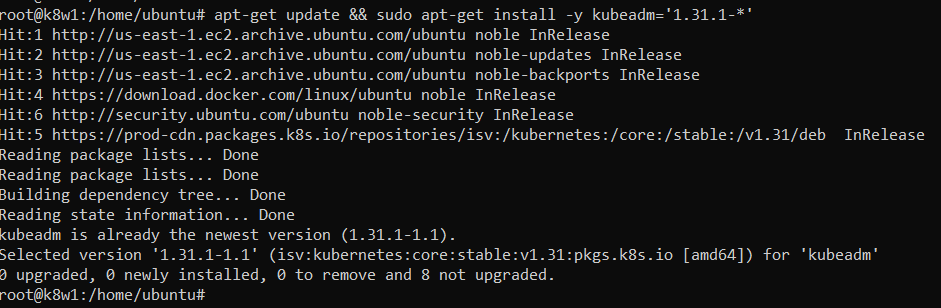 root@k8w1:/home/ubuntu# apt-get update && sudo apt-get install -y kubeadm='1.31.1-*'
Hit:1 http://us-east-1.ec2.archive.ubuntu.com/ubuntu noble InRelease
Hit:2 http://us-east-1.ec2.archive.ubuntu.com/ubuntu noble-updates InRelease
Hit:3 http://us-east-1.ec2.archive.ubuntu.com/ubuntu noble-backports InRelease
Hit:4 https://download.docker.com/linux/ubuntu noble InRelease
Hit:6 http://security.ubuntu.com/ubuntu noble-security InRelease
Hit:5 https://prod-cdn.packages.k8s.io/repositories/isv:/kubernetes:/core:/stable:/v1.31/deb  InRelease
Reading package lists... Done
Reading package lists... Done
Building dependency tree... Done
Reading state information... Done
kubeadm is already the newest version (1.31.1-1.1).
Selected version '1.31.1-1.1' (isv:kubernetes:core:stable:v1.31:pkgs.k8s.io [amd64]) for 'kubeadm'
0 upgraded, 0 newly installed, 0 to remove and 8 not upgraded.
root@k8w1:/home/ubuntu#